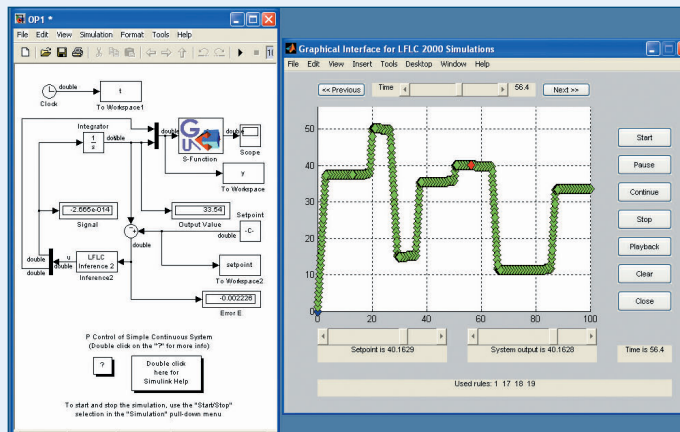 OP1 *
File Edit View Simulation Format Tools Help
double
t
Clock
To Workspace1
Integrator
double
1
s
double
double
double
GUI
S-Function
Scope
y
To Workspace
-2.665e-014
Signal
33.54
Output Value
Setpoint
-C-
double
double
u
LFLC
Inference 2
Inference2
double
double
setpoint
To Workspace2
-0.002226
Error E
P Control of Simple Continuous System
(Double click on the "?" for more info)
?
Double click
here for
Simulink Help
To start and stop the simulation, use the "Start/Stop"
selection in the "Simulation" pull-down menu
Graphical Interface for LFLC 2000 Simulations
File Edit View Insert Tools Desktop Window Help
<< Previous
Time
56.4
Next >>
50
40
30
20
10
0
0 20 40 60 80 100
Start
Pause
Continue
Stop
Playback
Clear
Close
Setpoint is 40.1629
System output is 40.1628
Time is 56.4
Used rules: 1 17 18 19